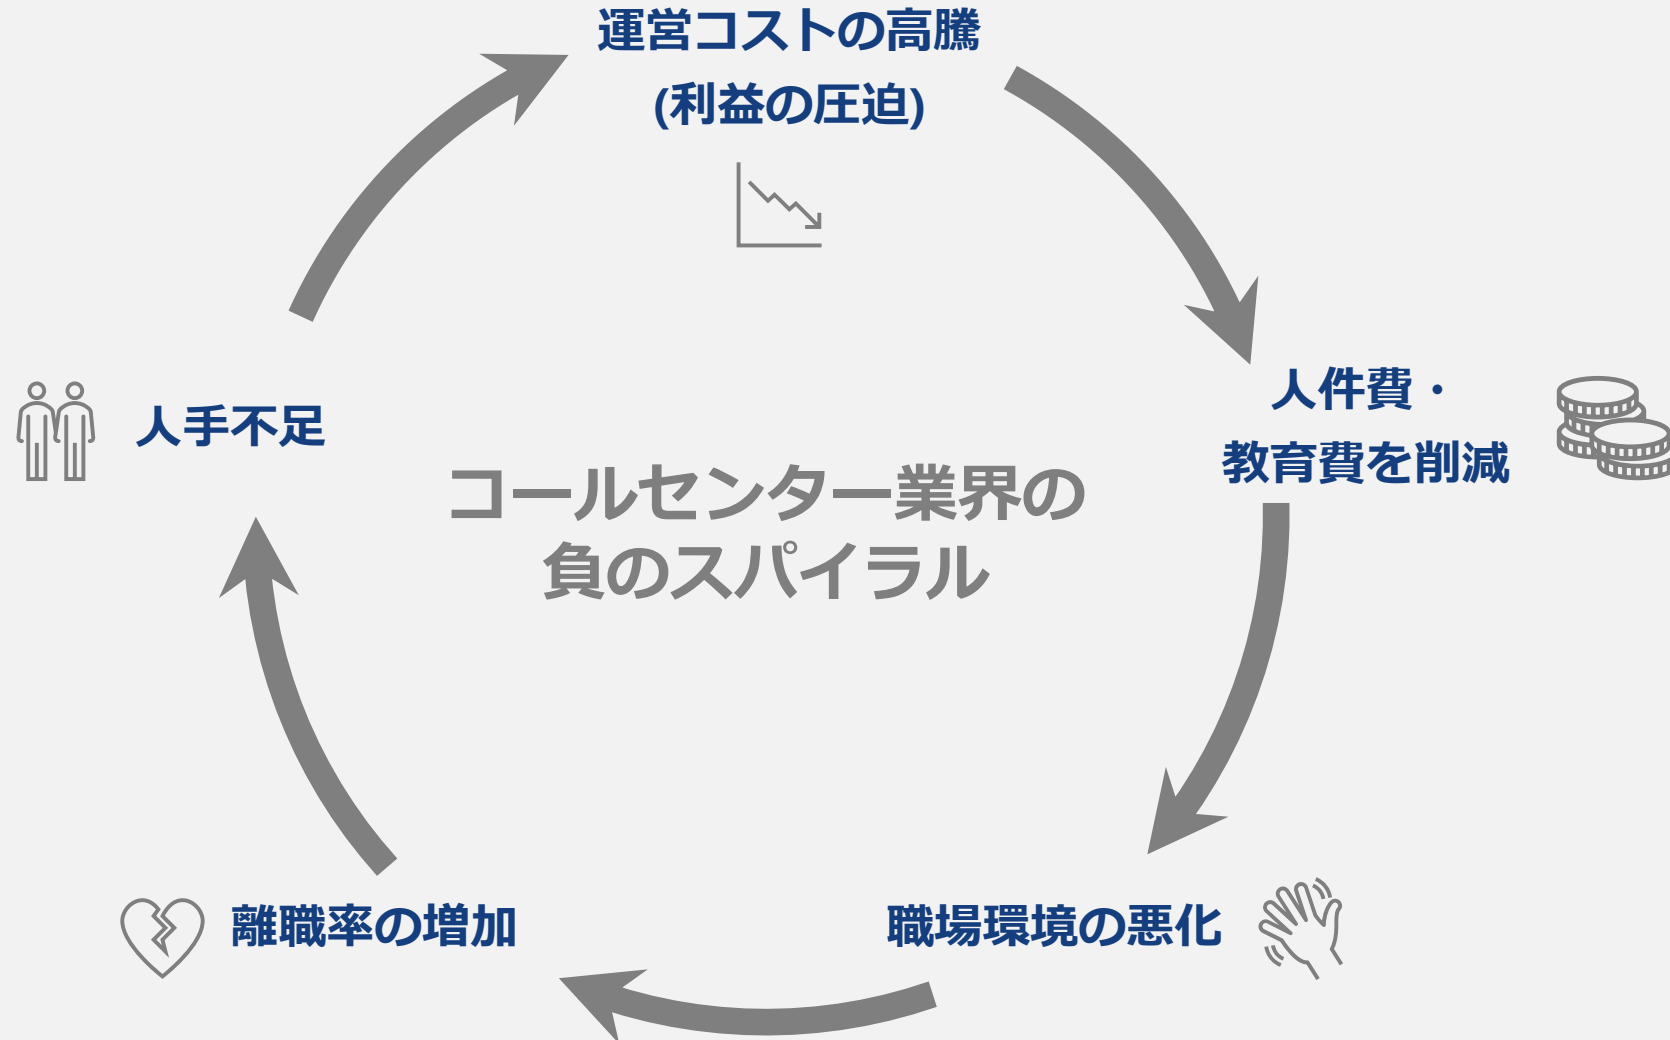 運営コストの高騰
(利益の圧迫)
人件費・
教育費を削減
人手不足
コールセンター業界の
負のスパイラル
離職率の増加
職場環境の悪化